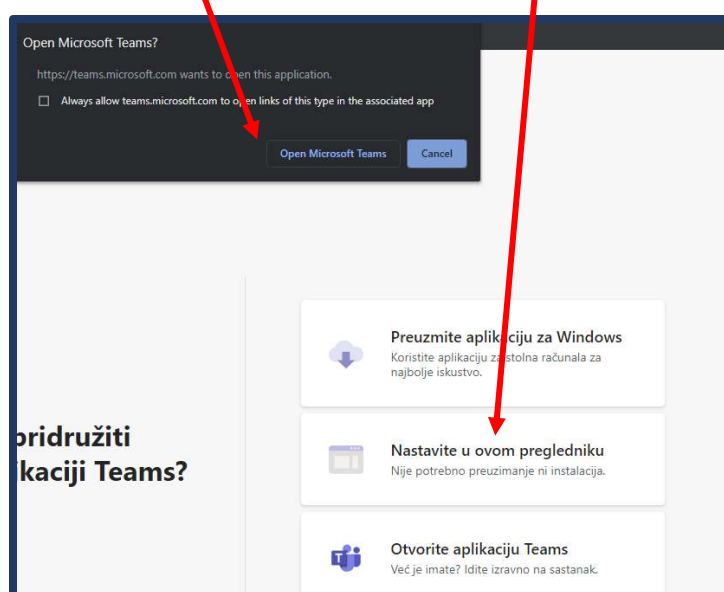 Open Microsoft Teams?
https://teams.microsoft.com wants to open this application.
Always allow teams.microsoft.com to open links of this type in the associated app
Open Microsoft Teams
Cancel
Preuzmite aplikaciju za Windows
Koristite aplikaciju za stolna računala za
najbolje iskustvo.
pridružiti
kaciji Teams?
Nastavite u ovom pregledniku
Nije potrebno preuzimanje ni instalacija.
Otvorite aplikaciju Teams
Već je imate? Idite izravno na sastanak.